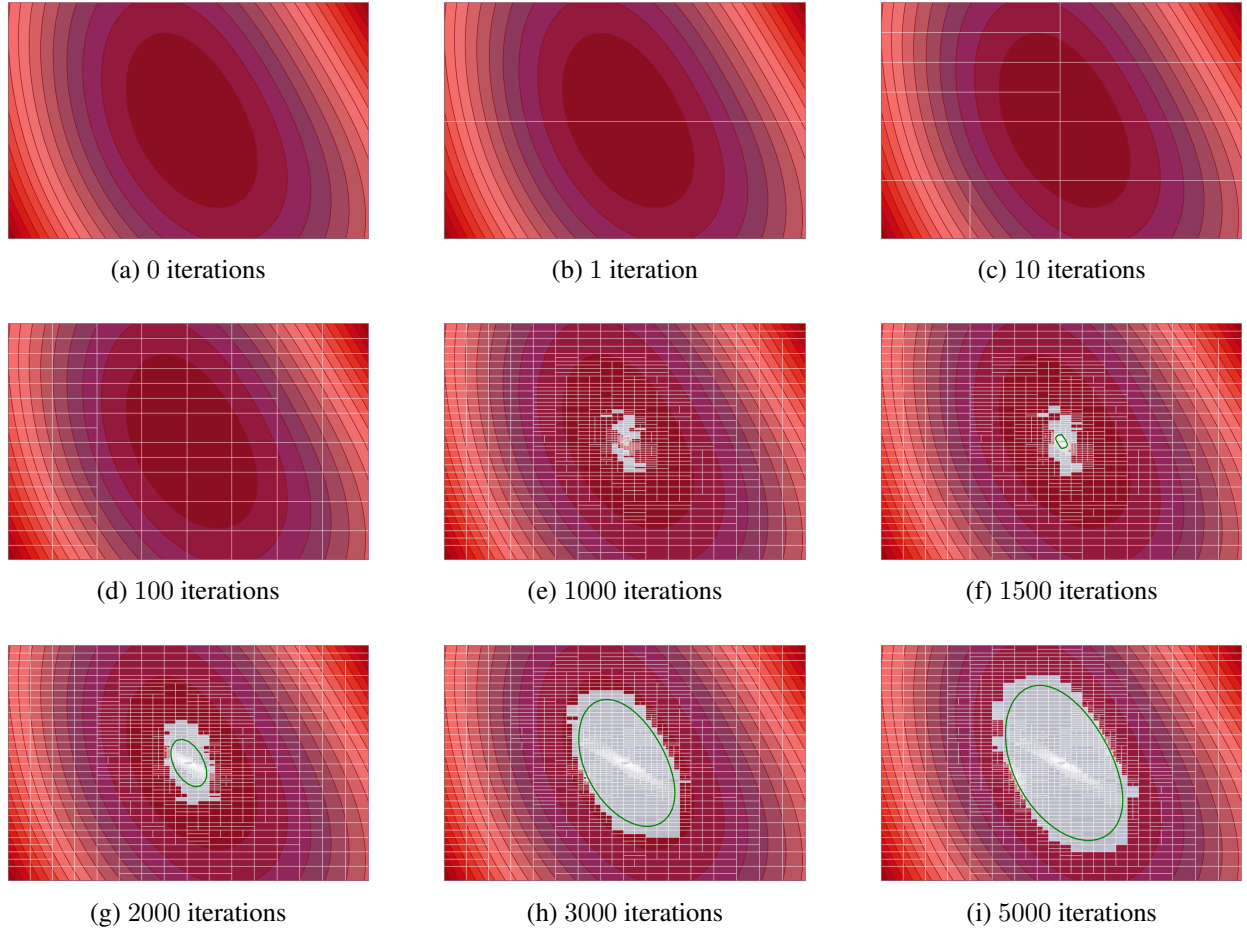 (a) 0 iterations
(b) 1 iteration
(c) 10 iterations
(d) 100 iterations
(e) 1000 iterations
(f) 1500 iterations
(g) 2000 iterations
(h) 3000 iterations
(i) 5000 iterations